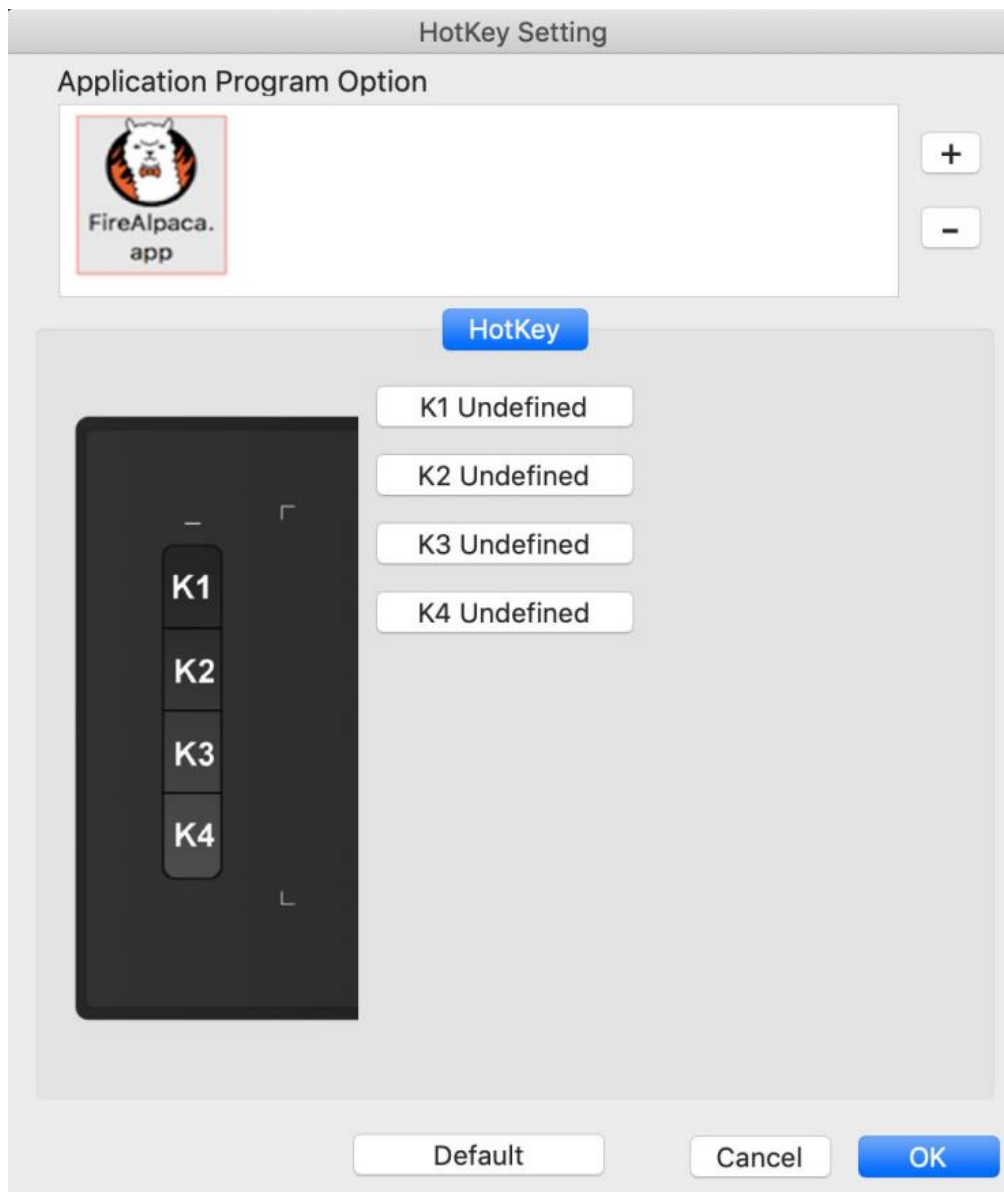 HotKey Setting
Application Program Option
FireAlpaca.
app
+
-
HotKey
K1 Undefined
K2 Undefined
K3 Undefined
K4 Undefined
K1
K2
K3
K4
Default
Cancel
OK